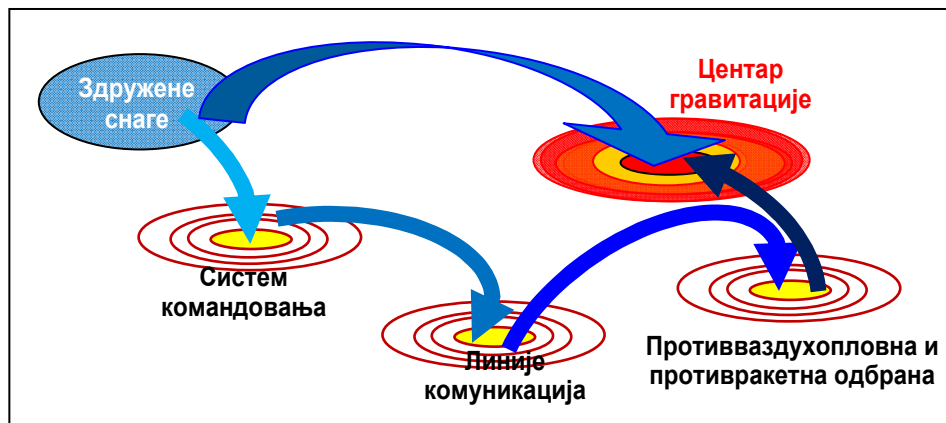 Здружене
снаге
Центар
гравитације
Систем
командовања
Линије
комуникација
Противваздухопловна и
противракетна одбрана